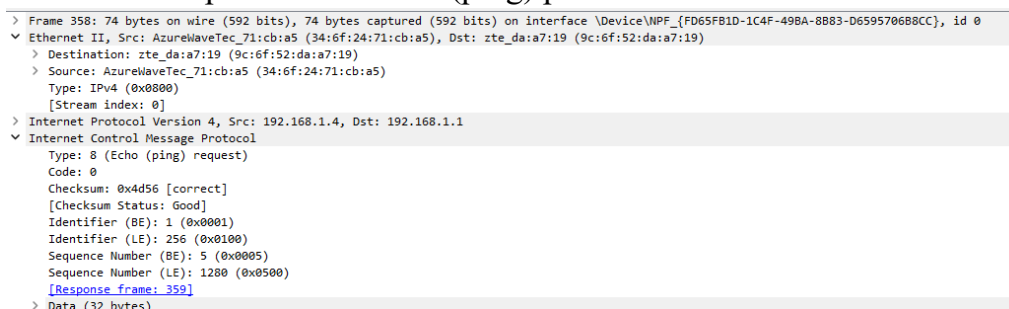 > Frame 358: 74 bytes on wire (592 bits), 74 bytes captured (592 bits) on interface \Device\NPF_{FD65FB1D-1C4F-49BA-8B83-D6595706B8CC}, id 0
Ethernet II, Src: AzureWaveTec_71:cb:a5 (34:6f:24:71:cb:a5), Dst: zte_da:a7:19 (9c:6f:52:da:a7:19)
> Destination: zte_da:a7:19 (9c:6f:52:da:a7:19)
> Source: AzureWaveTec_71:cb:a5 (34:6f:24:71:cb:a5)
Type: IPv4 (0x0800)
[Stream index: 0]
> Internet Protocol Version 4, Src: 192.168.1.4, Dst: 192.168.1.1
Internet Control Message Protocol
Type: 8 (Echo (ping) request)
Code: 0
Checksum: 0x4d56 [correct]
[Checksum Status: Good]
Identifier (BE): 1 (0x0001)
Identifier (LE): 256 (0x0100)
Sequence Number (BE): 5 (0x0005)
Sequence Number (LE): 1280 (0x0500)
[Response frame: 359]
> Data (32 bytes)